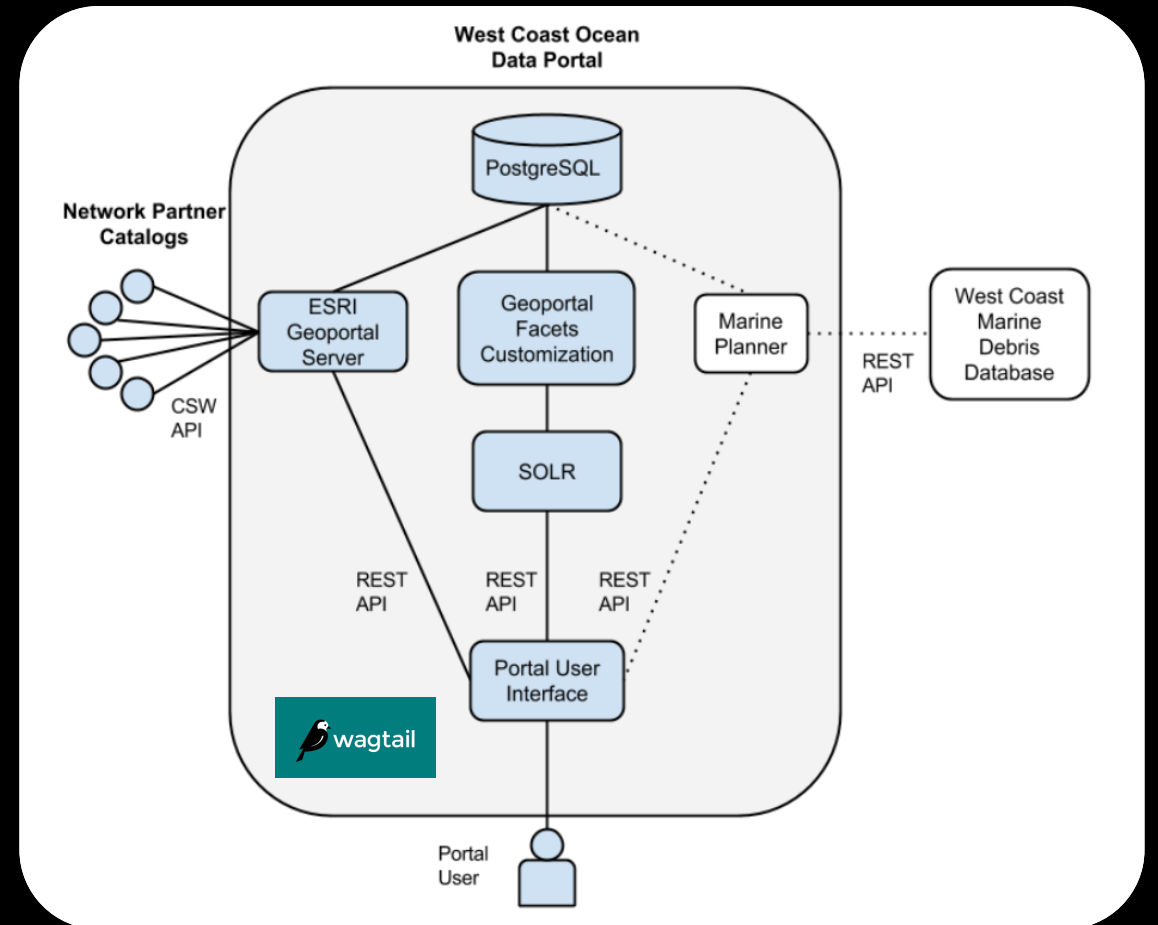 West Coast Ocean
Data Portal
PostgreSQL
Network Partner
Catalogs
ESRI
Geoportal
Server
Geoportal
Facets
Customization
Marine
Planner
West Coast
Marine
Debris
Database
REST
API
CSW
API
SOLR
REST
API
REST
API
REST
API
Portal User
Interface
wagtail
Portal
User